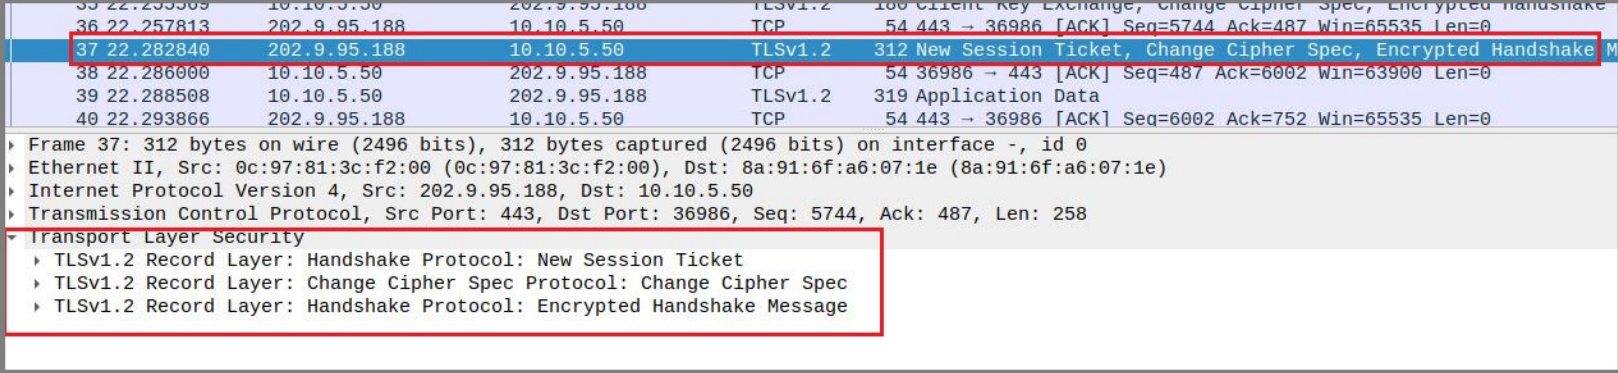 35 22.253569 10.10.5.50 202.9.95.188 TLSv1.2 180 Client Key Exchange, Change Cipher Spec, Encrypted Handshake
36 22.257813 202.9.95.188 10.10.5.50 TCP 54 443 → 36986 [ACK] Seq=5744 Ack=487 Win=65535 Len=0
37 22.282840 202.9.95.188 10.10.5.50 TLSv1.2 312 New Session Ticket, Change Cipher Spec, Encrypted Handshake M
38 22.286000 10.10.5.50 202.9.95.188 TCP 54 36986 → 443 [ACK] Seq=487 Ack=6002 Win=63900 Len=0
39 22.288508 10.10.5.50 202.9.95.188 TLSv1.2 319 Application Data
40 22.293866 202.9.95.188 10.10.5.50 TCP 54 443 → 36986 [ACK] Seq=6002 Ack=752 Win=65535 Len=0
Frame 37: 312 bytes on wire (2496 bits), 312 bytes captured (2496 bits) on interface -, id 0
Ethernet II, Src: 0c:97:81:3c:f2:00 (0c:97:81:3c:f2:00), Dst: 8a:91:6f:a6:07:1e (8a:91:6f:a6:07:1e)
Internet Protocol Version 4, Src: 202.9.95.188, Dst: 10.10.5.50
Transmission Control Protocol, Src Port: 443, Dst Port: 36986, Seq: 5744, Ack: 487, Len: 258
Transport Layer Security
TLSv1.2 Record Layer: Handshake Protocol: New Session Ticket
TLSv1.2 Record Layer: Change Cipher Spec Protocol: Change Cipher Spec
TLSv1.2 Record Layer: Handshake Protocol: Encrypted Handshake Message